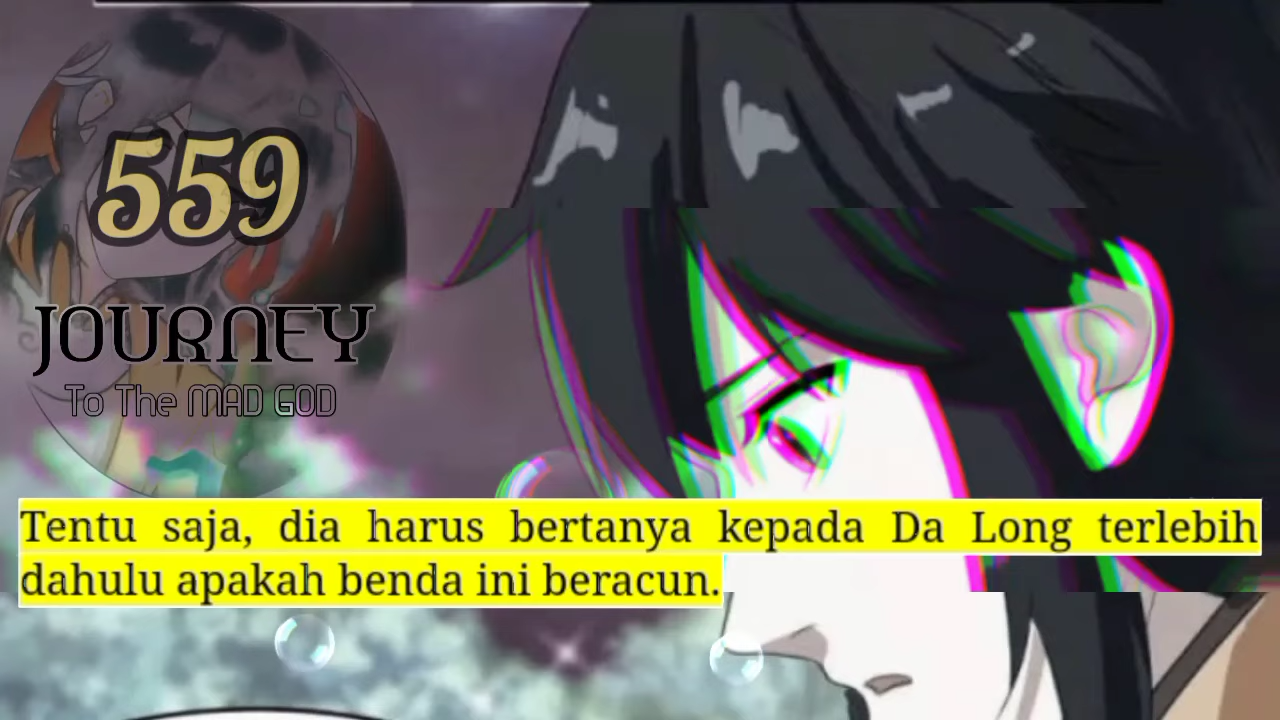 559
JOURNEY
To The MAD GOD
Tentu saja, dia harus bertanya kepada Da Long terlebih
dahulu apakah benda ini beracun.